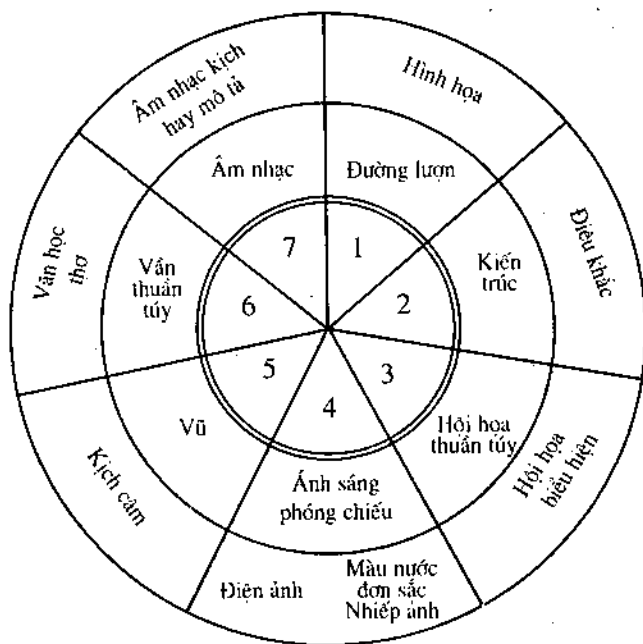 Âm nhạc kịch
hay mô tả
Hình họa
Âm nhạc
Đường lượn
Điêu khắc
Văn học
thơ
Vần
thuần
túy
Kiến
trúc
7
1
6
2
5
3
4
Vũ
Hội họa
thuần túy
Hội họa
biểu hiện
Kịch câm
Ánh sáng
phóng chiếu
Điện ảnh
Màu nước
đơn sắc
Nhiếp ảnh